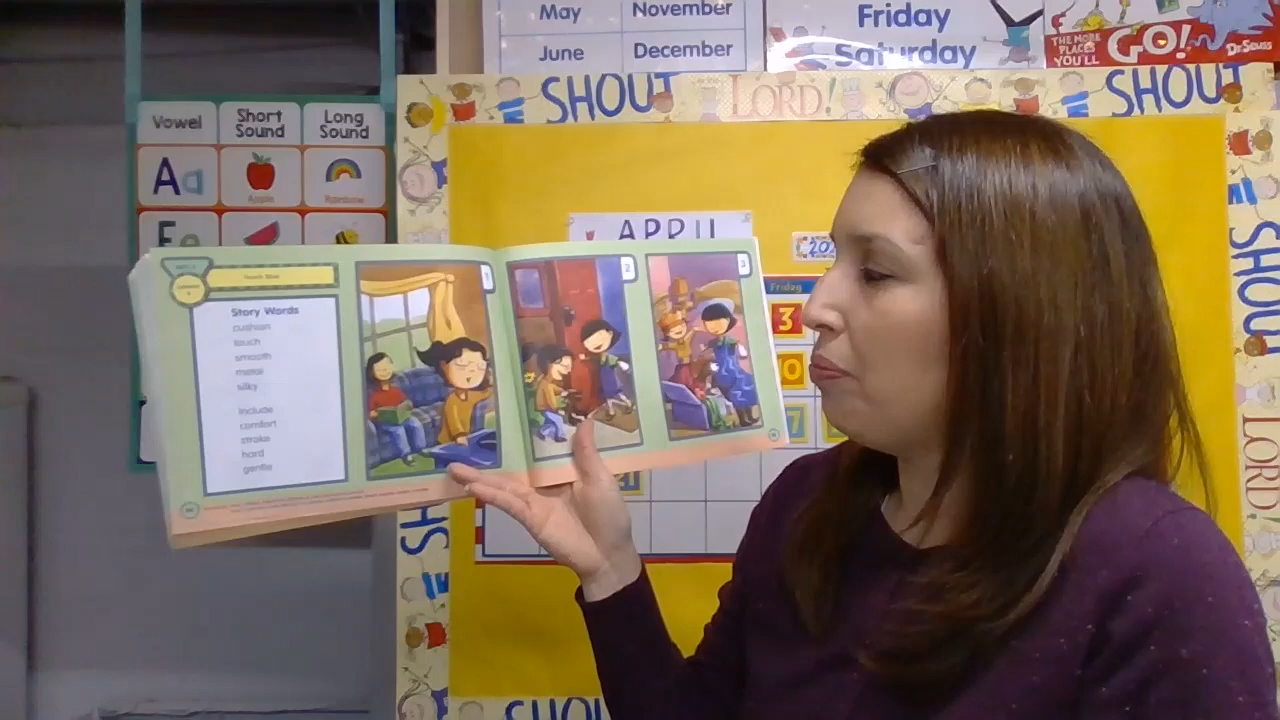 May November
June December
Friday
Saturday
THE MORE
PLACES
YOU'LL
GO!
Dr. Seuss
SHOUT
LORD!
SHOUT
Vowel Short Sound Long Sound
Aa
Apple
Rainbow
Ee
APRIL
Friday
3
10
21
Story Words
cushion
touch
smooth
metal
silky
include
comfort
stroke
hard
gentle
1
2
3
SHOUT
LORD!
SHOUT